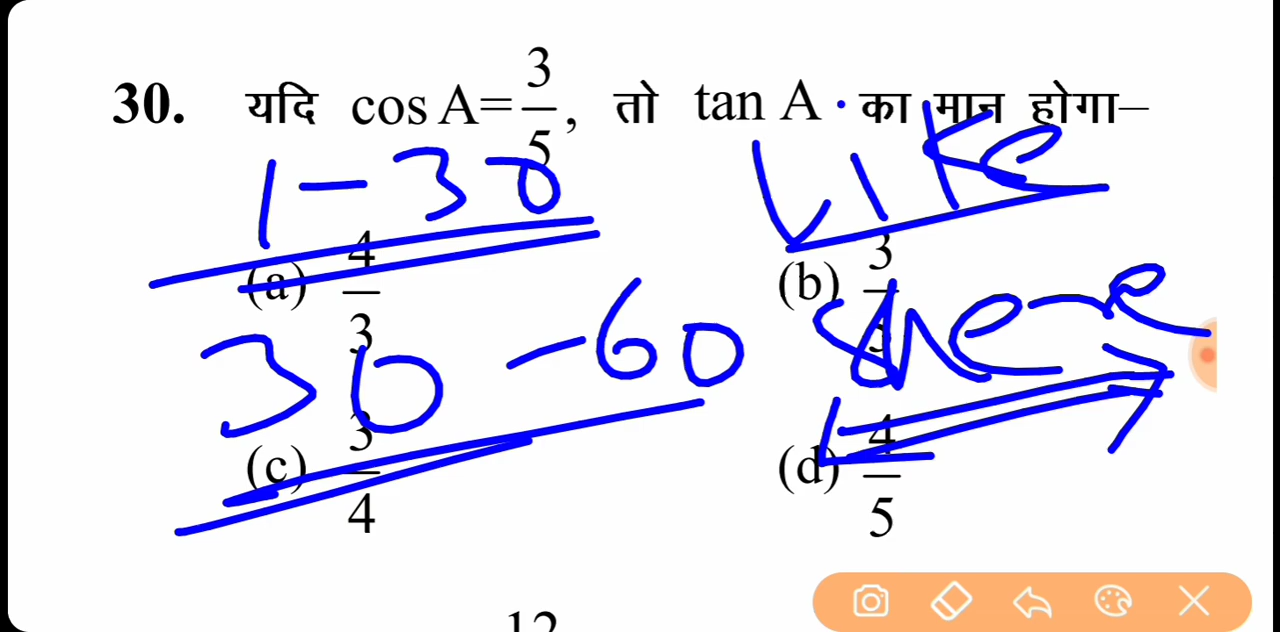 30. यदि cos A = 3/5, तो tan A · का मान होगा–
1 – 30
Like
(a) 4/3
(b) 3/5
Share
30 – 60
(c) 3/4
(d) 4/5
12